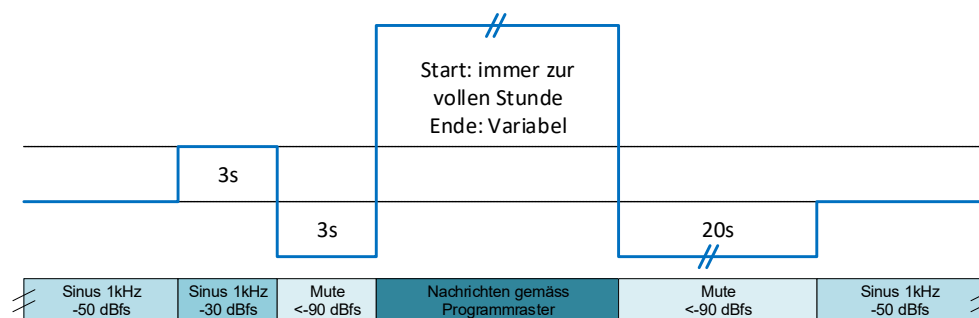 Start: immer zur
vollen Stunde
Ende: Variabel
3s
3s
20s
Sinus 1kHz
-50 dBfs
Sinus 1kHz
-30 dBfs
Mute
<-90 dBfs
Nachrichten gemäss
Programmraster
Mute
<-90 dBfs
Sinus 1kHz
-50 dBfs